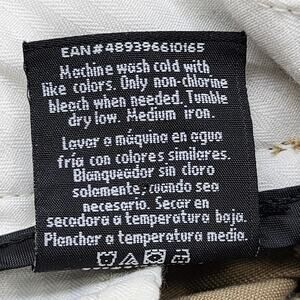 EAN#489396610165
Machine wash cold with
like colors. Only non-chlorine
bleach when needed. Tumble
dry low. Medium iron.
Lavar a máquina en agua
fría con colores similares.
Blanqueador sin cloro
solamente, cuando sea
necesario. Secar en
secadora a temperatura baja.
Planchar a temperatura media.